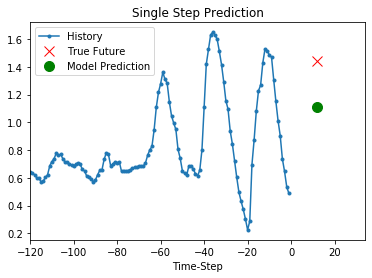 Single Step Prediction
History
True Future
Model Prediction
1.6
1.4
1.2
1.0
0.8
0.6
0.4
0.2
−120 −100 −80 −60 −40 −20 0 20
Time-Step